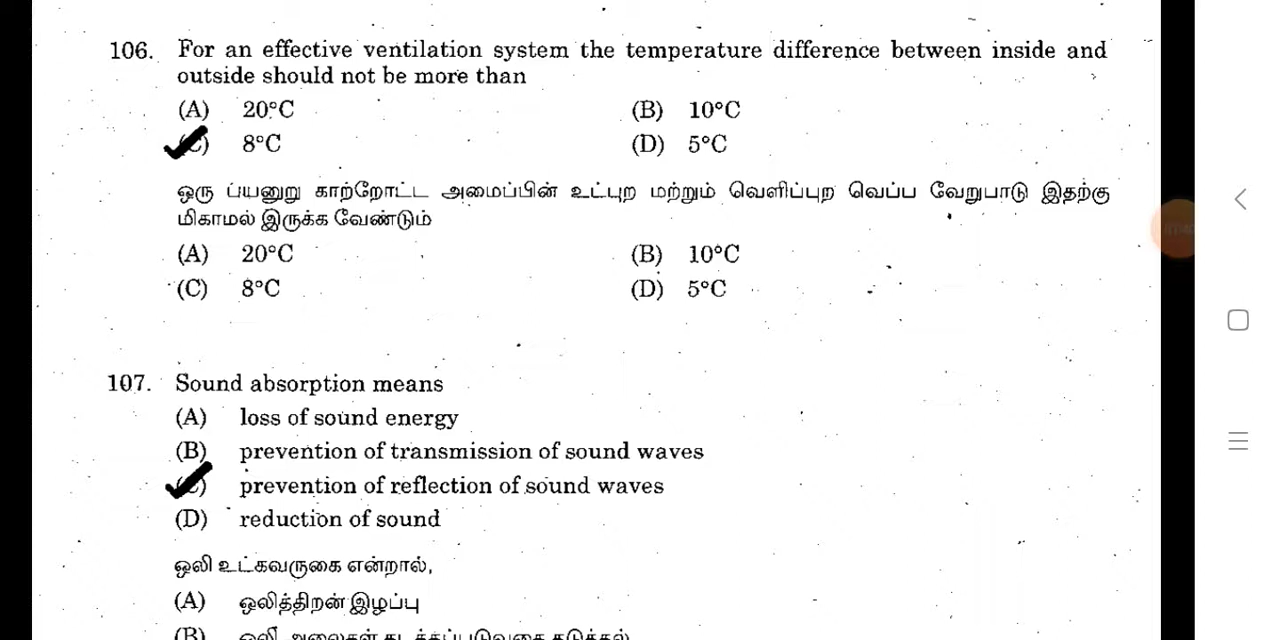 106. For an effective ventilation system the temperature difference between inside and
outside should not be more than
(A) 20°C (B) 10°C
8°C (D) 5°C
ஒரு பயனுறு காற்றோட்ட அமைப்பின் உட்புற மற்றும் வெளிப்புற வெப்ப வேறுபாடு இதற்கு
மிகாமல் இருக்க வேண்டும்
(A) 20°C (B) 10°C
(C) 8°C (D) 5°C
107. Sound absorption means
(A) loss of sound energy
(B) prevention of transmission of sound waves
prevention of reflection of sound waves
(D) reduction of sound
ஒலி உட்கவருகை என்றால்,
(A) ஒலித்திறன் இழப்பு
(B) ஒலி அலைகள்